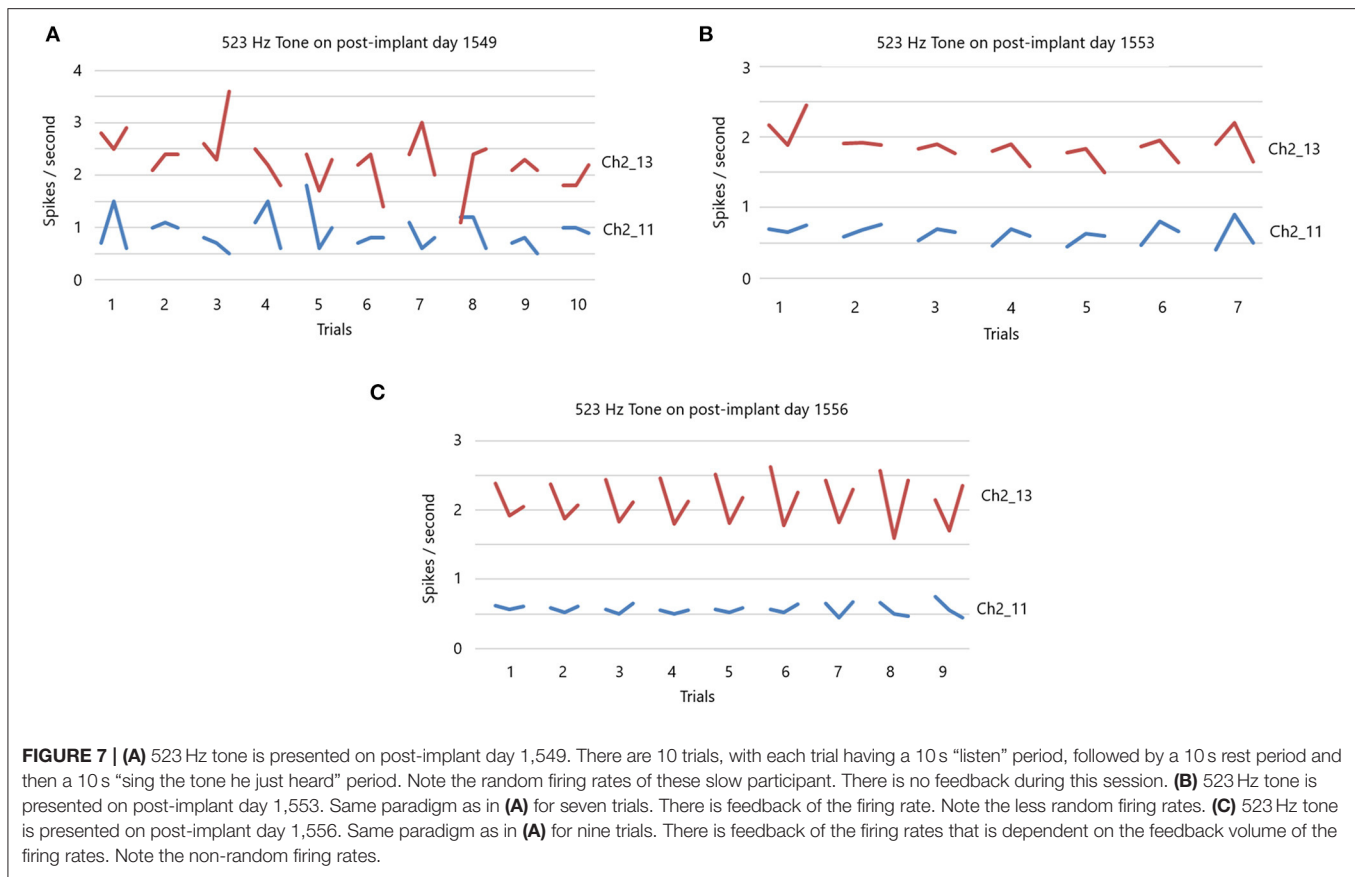 A
523 Hz Tone on post-implant day 1549
4
3
2
1
0
Spikes / second
Ch2_13
Ch2_11
1 2 3 4 5 6 7 8 9 10
Trials
B
523 Hz Tone on post-implant day 1553
3
2
1
0
Spikes / second
Ch2_13
Ch2_11
1 2 3 4 5 6 7
Trials
C
523 Hz Tone on post-implant day 1556
3
2
1
0
Spikes / second
Ch2_13
Ch2_11
1 2 3 4 5 6 7 8 9
Trials
FIGURE 7 | (A) 523 Hz tone is presented on post-implant day 1,549. There are 10 trials, with each trial having a 10 s “listen” period, followed by a 10 s rest period and
then a 10 s “sing the tone he just heard” period. Note the random firing rates of these slow participant. There is no feedback during this session. (B) 523 Hz tone is
presented on post-implant day 1,553. Same paradigm as in (A) for seven trials. There is feedback of the firing rate. Note the less random firing rates. (C) 523 Hz tone
is presented on post-implant day 1,556. Same paradigm as in (A) for nine trials. There is feedback of the firing rates that is dependent on the feedback volume of the
firing rates. Note the non-random firing rates.